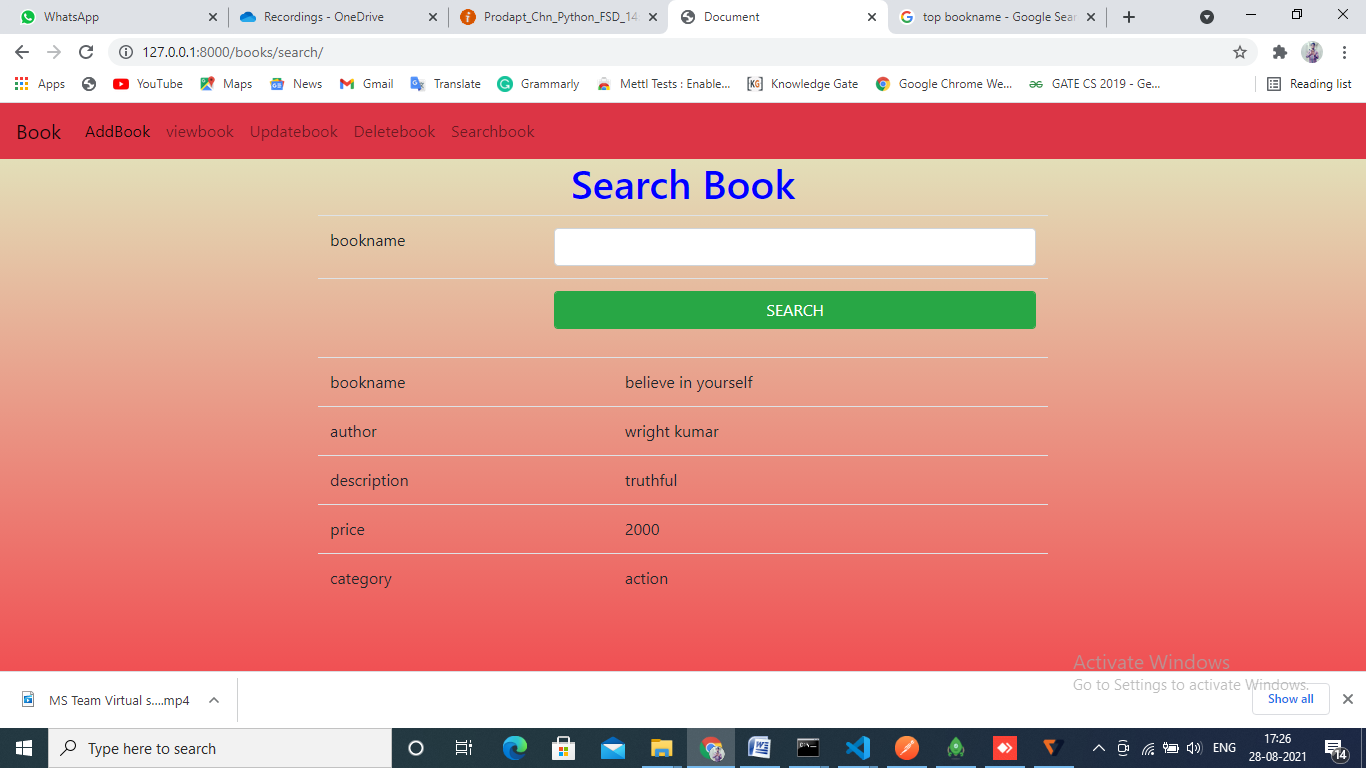 WhatsApp
Recordings - OneDrive
Prodapt_Chn_Python_FSD_14
Document
top bookname - Google Sear
127.0.0.1:8000/books/search/
Apps
YouTube
Maps
News
Gmail
Translate
Grammarly
Mettl Tests : Enable...
Knowledge Gate
Google Chrome We...
GATE CS 2019 - Ge...
Reading list
Book AddBook viewbook Updatebook Deletebook Searchbook
Search Book
bookname
SEARCH
bookname believe in yourself
author wright kumar
description truthful
price 2000
category action
Activate Windows
Go to Settings to activate Windows.
MS Team Virtual s....mp4
Show all
Type here to search
ENG
17:26
28-08-2021
14